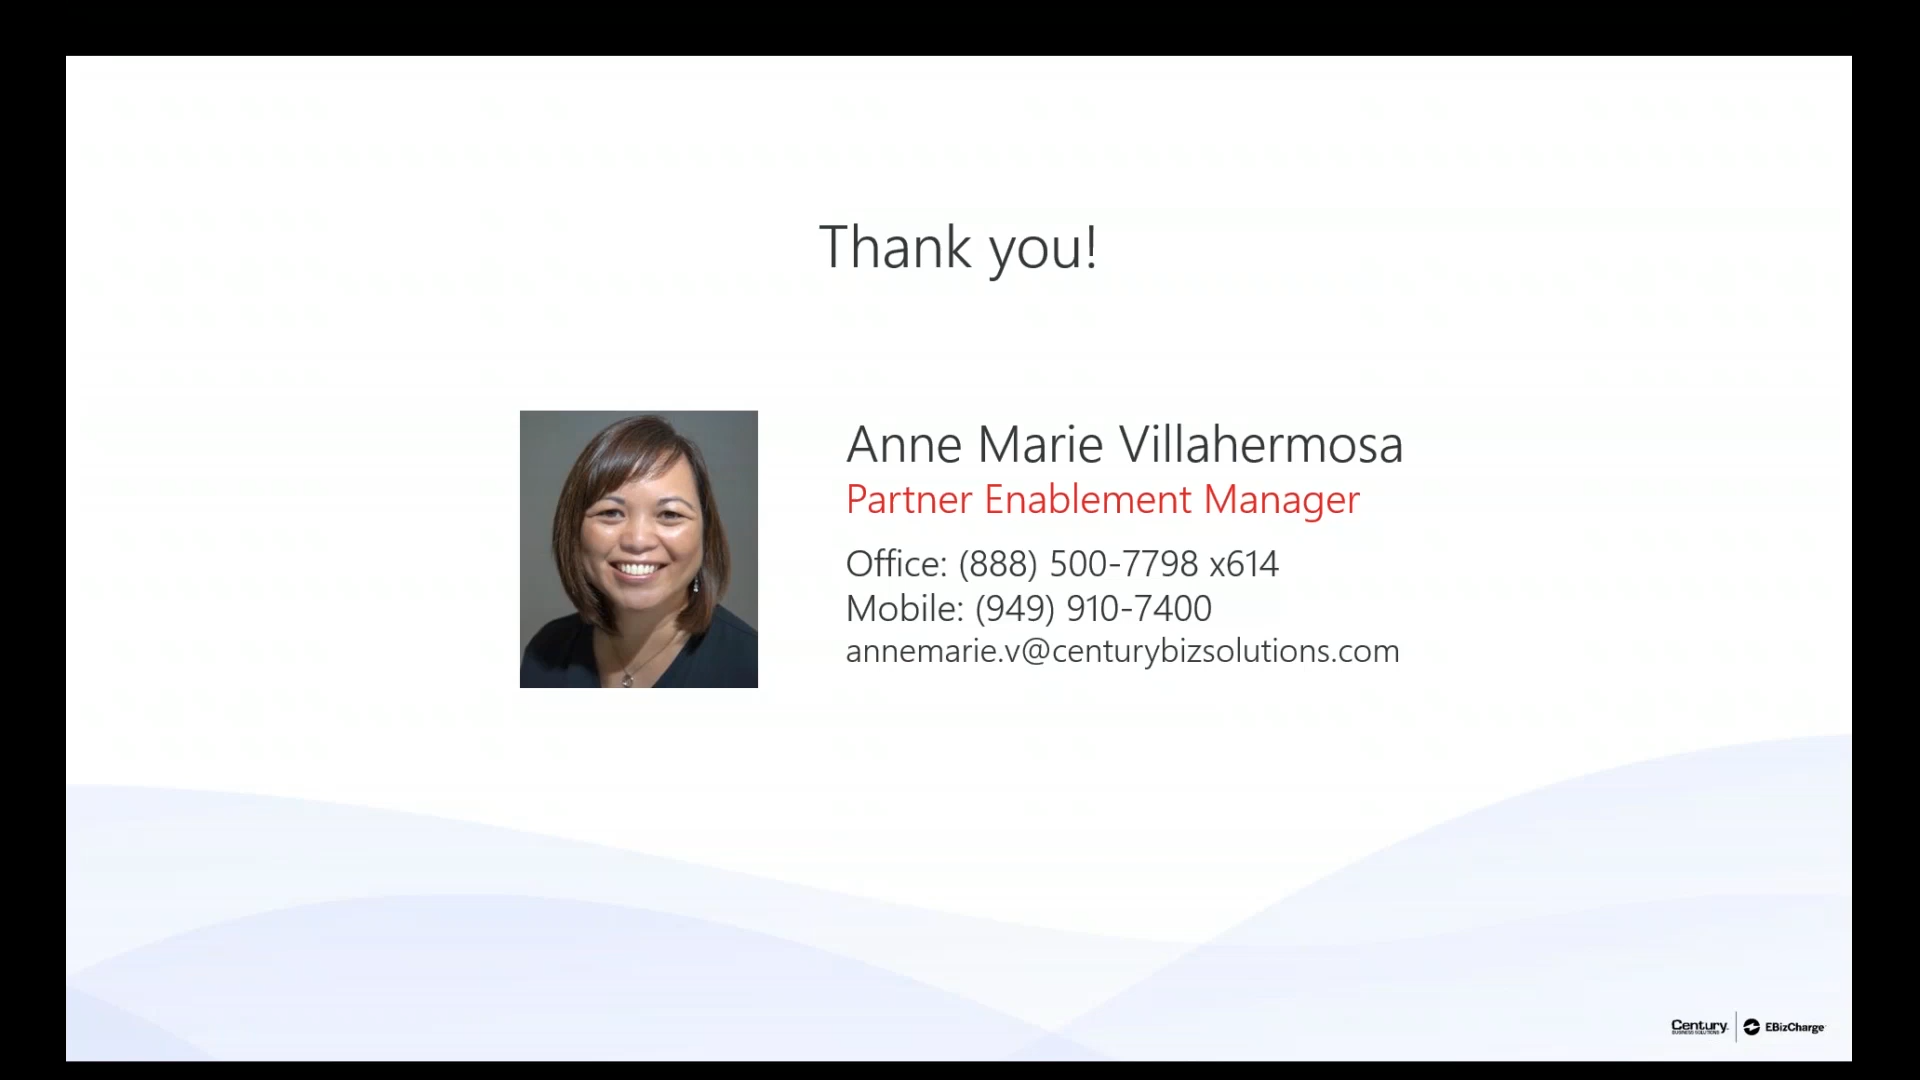 Thank you!
Anne Marie Villahermosa
Partner Enablement Manager
Office: (888) 500-7798 x614
Mobile: (949) 910-7400
annemarie.v@centurybizsolutions.com
Century
BUSINESS SOLUTIONS
EBizCharge